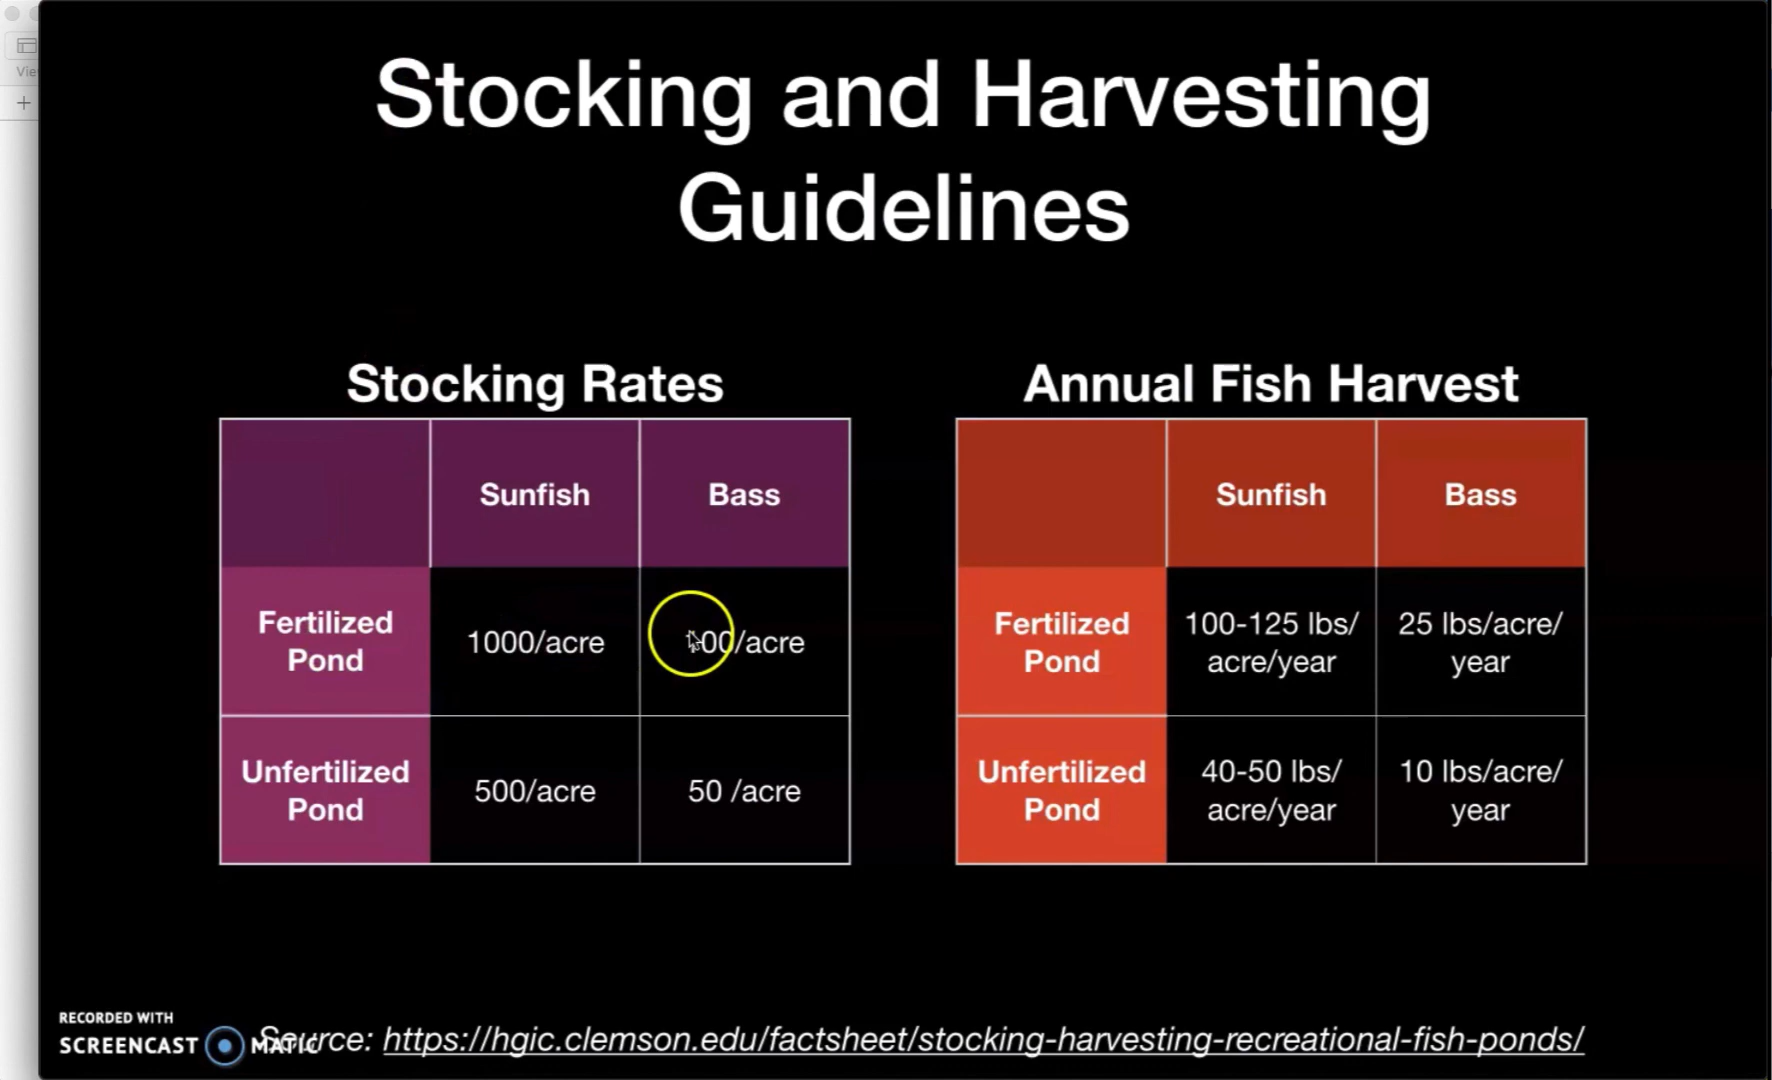 Vie
Stocking and Harvesting
Guidelines
Stocking Rates
Sunfish
Bass
Fertilized
Pond
1000/acre
100/acre
Unfertilized
Pond
500/acre
50 /acre
Annual Fish Harvest
Sunfish
Bass
Fertilized
Pond
100-125 lbs/
acre/year
25 lbs/acre/
year
Unfertilized
Pond
40-50 lbs/
acre/year
10 lbs/acre/
year
RECORDED WITH
SCREENCAST MATIC
Source: https://hgic.clemson.edu/factsheet/stocking-harvesting-recreational-fish-ponds/